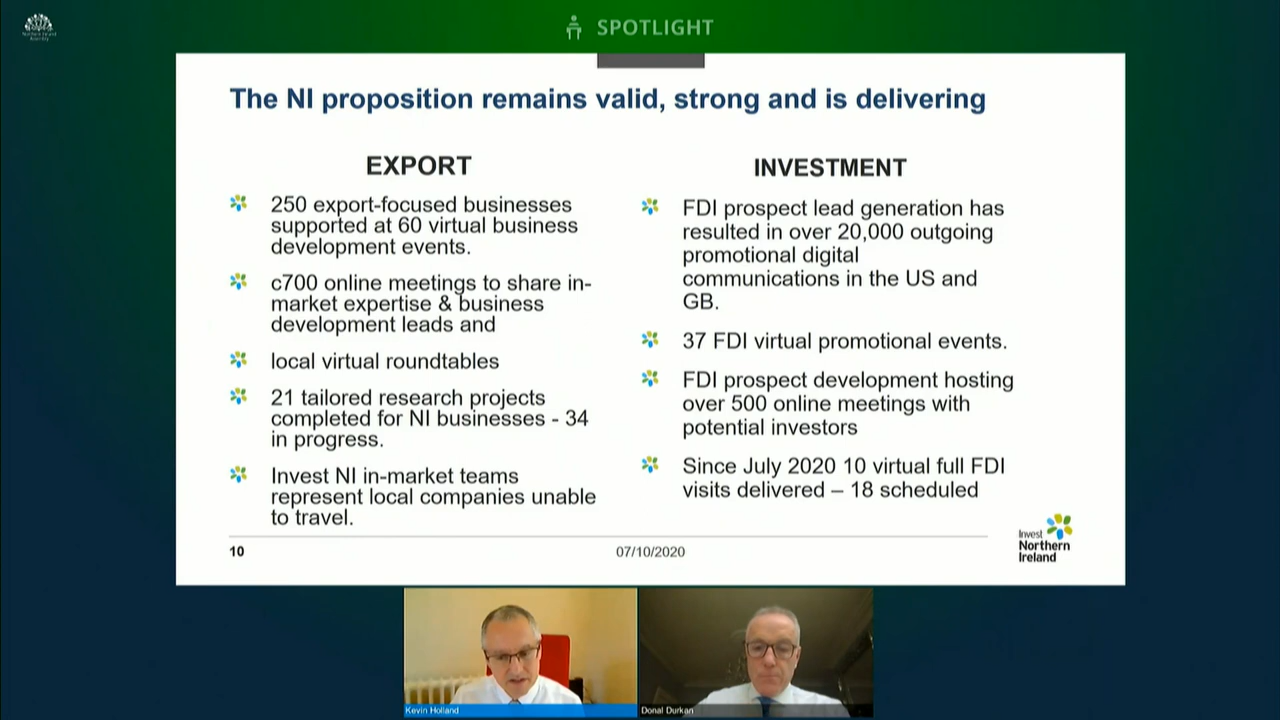 Northern Ireland
Assembly
SPOTLIGHT
The NI proposition remains valid, strong and is delivering
EXPORT
250 export-focused businesses
supported at 60 virtual business
development events.
c700 online meetings to share in-
market expertise & business
development leads and
local virtual roundtables
21 tailored research projects
completed for NI businesses - 34
in progress.
Invest NI in-market teams
represent local companies unable
to travel.
INVESTMENT
FDI prospect lead generation has
resulted in over 20,000 outgoing
promotional digital
communications in the US and
GB.
37 FDI virtual promotional events.
FDI prospect development hosting
over 500 online meetings with
potential investors
Since July 2020 10 virtual full FDI
visits delivered – 18 scheduled
10
07/10/2020
Invest
Northern
Ireland
Kevin Holland
Donal Durkan